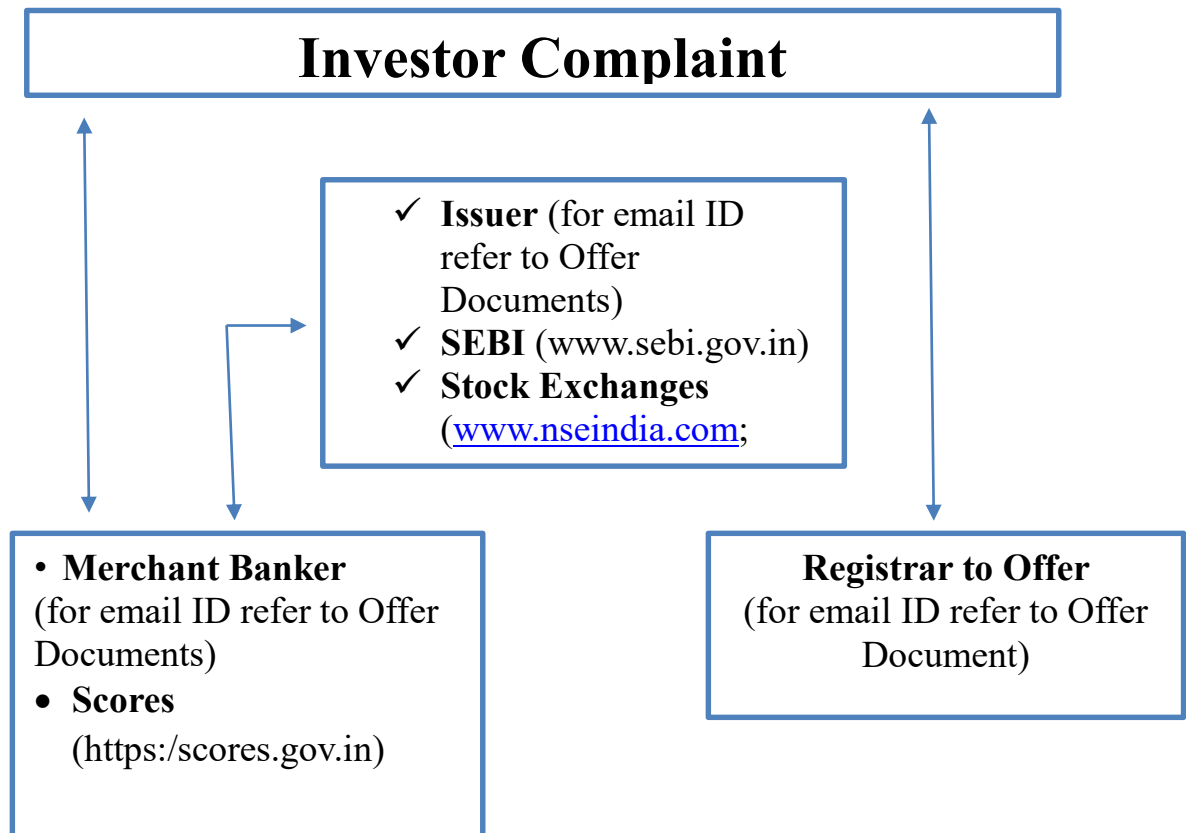 Investor Complaint
✓ Issuer (for email ID
refer to Offer
Documents)
✓ SEBI (www.sebi.gov.in)
✓ Stock Exchanges
(www.nseindia.com;
• Merchant Banker
(for email ID refer to Offer
Documents)
• Scores
(https:/scores.gov.in)
Registrar to Offer
(for email ID refer to Offer
Document)